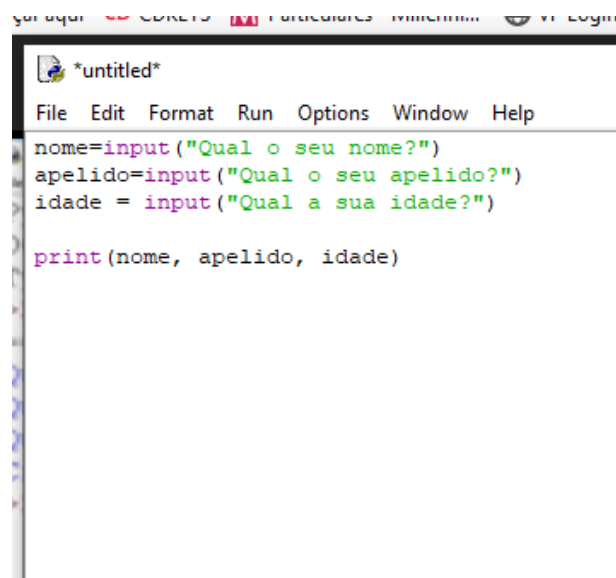 CDKEYS
*untitled*
File Edit Format Run Options Window Help
nome=input("Qual o seu nome?")
apelido=input("Qual o seu apelido?")
idade = input("Qual a sua idade?")
print(nome, apelido, idade)